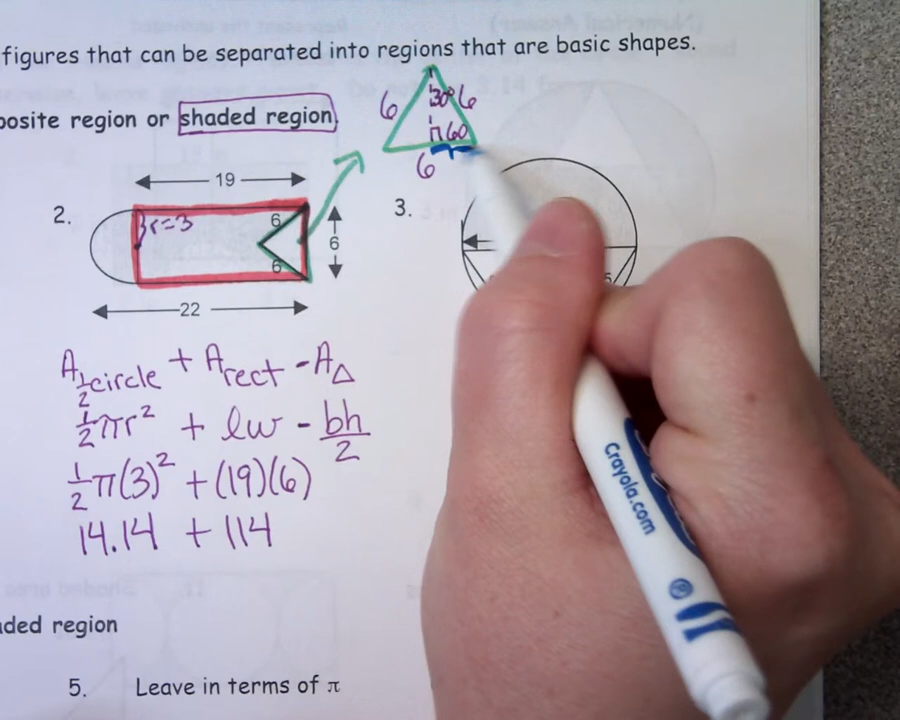 figures that can be separated into regions that are basic shapes.
posite region or shaded region
6
30°
6
60
6
2.
19
r=3
6
6
6
22
3.
A½circle + Arect - A△
½πr² + lw - bh/2
½π(3)² + (19)(6)
14.14 + 114
Crayola.com
®
ded region
5. Leave in terms of π